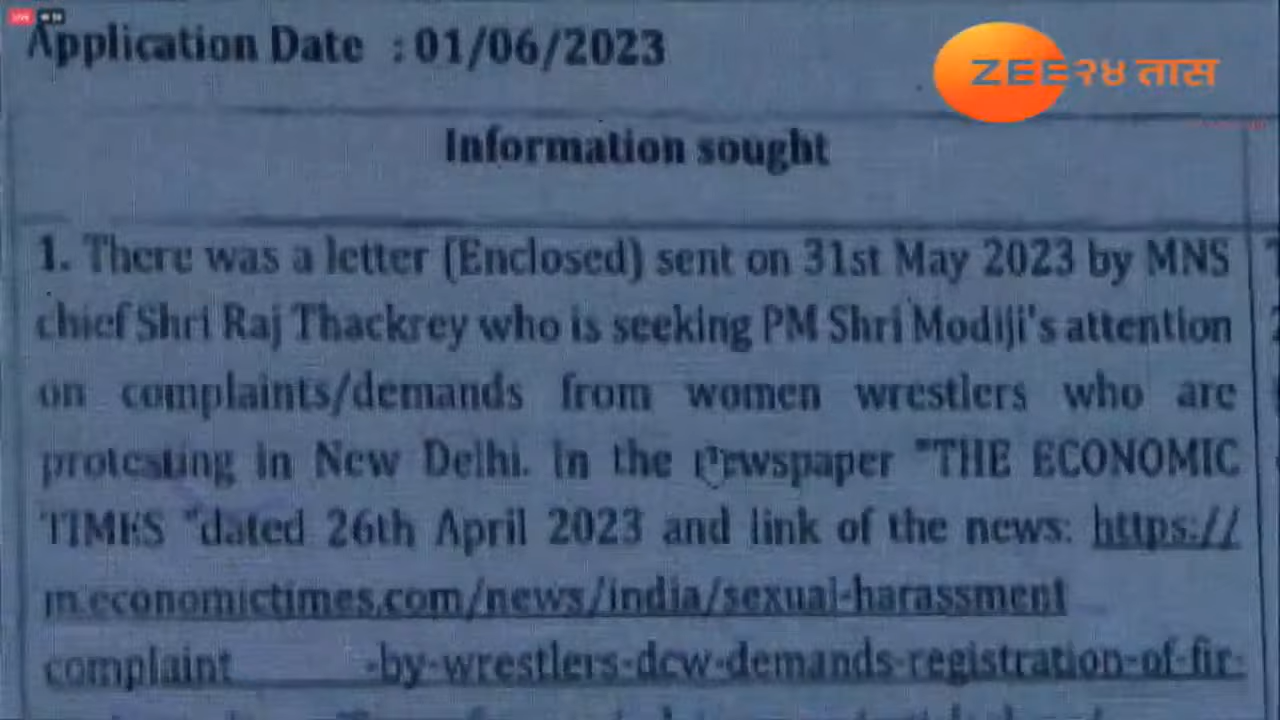 LIVE
Application Date : 01/06/2023
ZEE २४ तास
Information sought
1. There was a letter (Enclosed) sent on 31st May 2023 by MNS
chief Shri Raj Thackrey who is seeking PM Shri Modiji's attention
on complaints/demands from women wrestlers who are
protesting in New Delhi. in the newspaper "THE ECONOMIC
TIMES "dated 26th April 2023 and link of the news: https://
m.economictimes.com/news/india/sexual-harassment
complaint -by-wrestlers-dcw-demands-registration-of-fir-